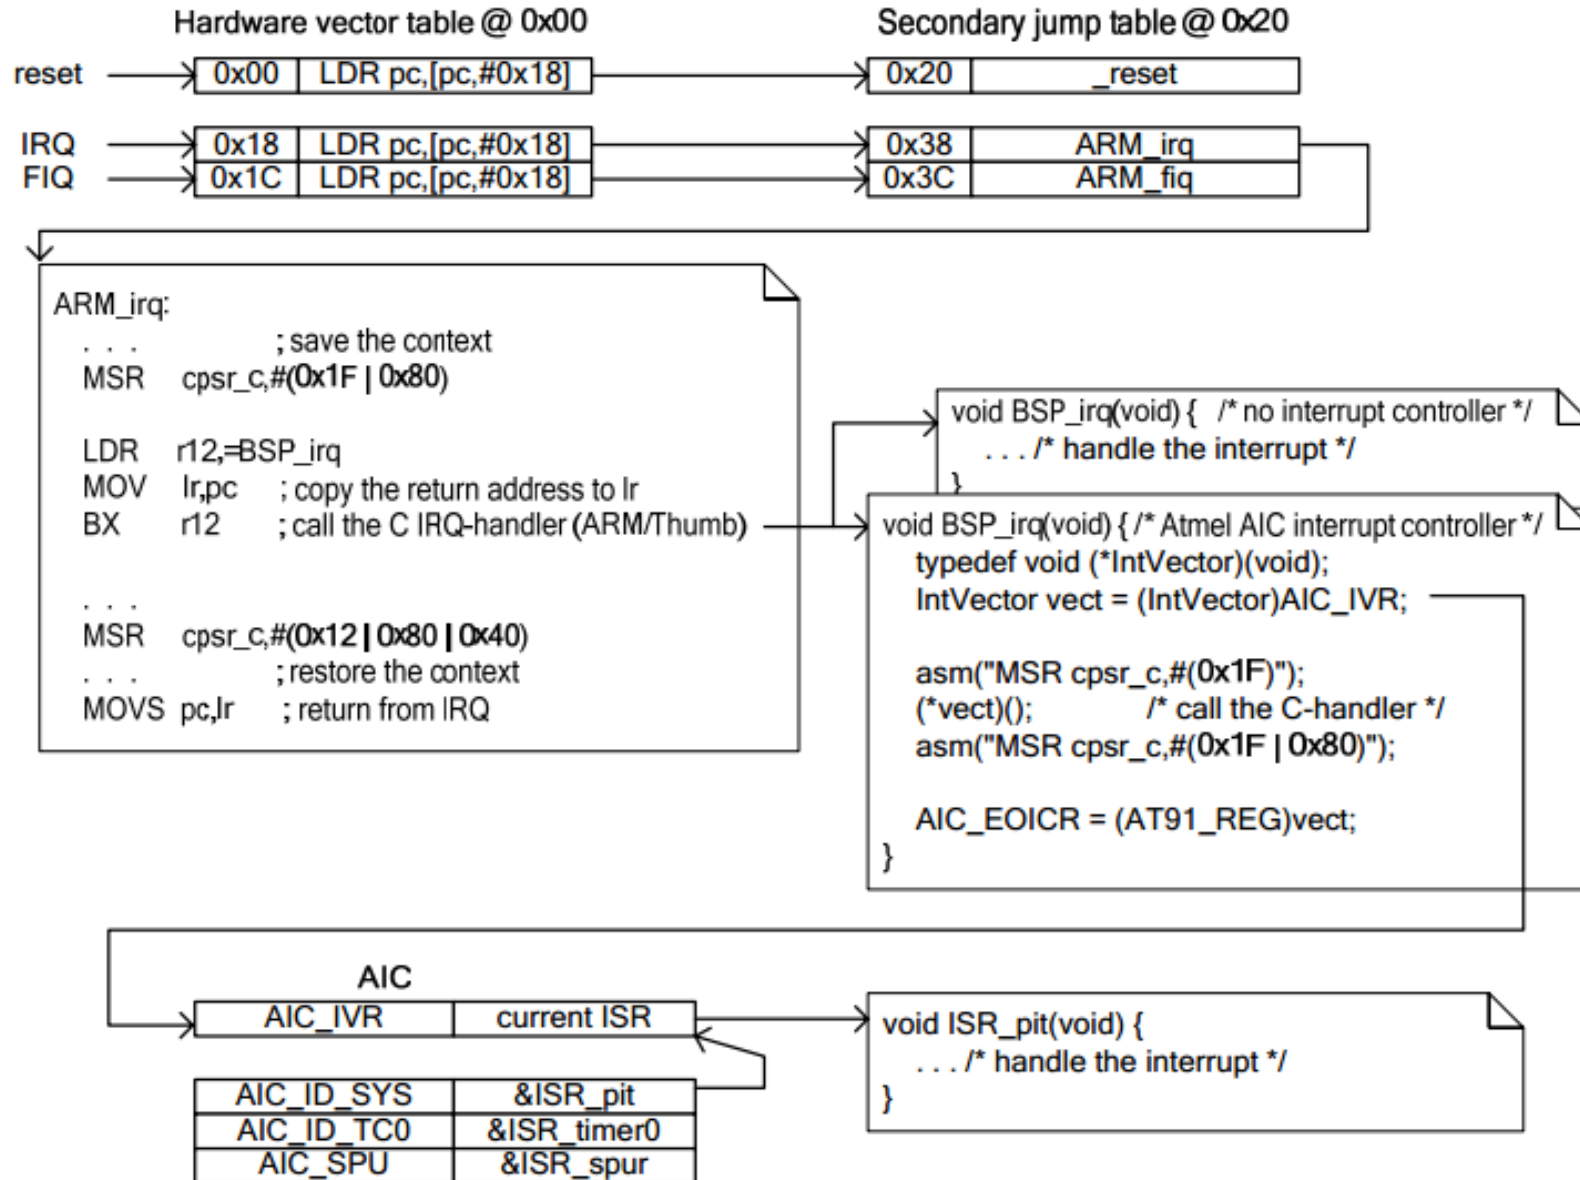 Hardware vector table @ 0x00
Secondary jump table @ 0x20
reset 0x00 LDR pc,[pc,#0x18] 0x20 _reset
IRQ 0x18 LDR pc,[pc,#0x18] 0x38 ARM_irq
FIQ 0x1C LDR pc,[pc,#0x18] 0x3C ARM_fiq
ARM_irq:
. . . ; save the context
MSR cpsr_c,#(0x1F | 0x80)
LDR r12,=BSP_irq
MOV lr,pc ; copy the return address to lr
BX r12 ; call the C IRQ-handler (ARM/Thumb)
. . .
MSR cpsr_c,#(0x12 | 0x80 | 0x40)
. . . ; restore the context
MOVS pc,lr ; return from IRQ
void BSP_irq(void) { /* no interrupt controller */
. . . /* handle the interrupt */
}
void BSP_irq(void) { /* Atmel AIC interrupt controller */
typedef void (*IntVector)(void);
IntVector vect = (IntVector)AIC_IVR;
asm("MSR cpsr_c,#(0x1F)");
(*vect)(); /* call the C-handler */
asm("MSR cpsr_c,#(0x1F | 0x80)");
AIC_EOICR = (AT91_REG)vect;
}
AIC
AIC_IVR current ISR
AIC_ID_SYS &ISR_pit
AIC_ID_TC0 &ISR_timer0
AIC_SPU &ISR_spur
void ISR_pit(void) {
. . . /* handle the interrupt */
}